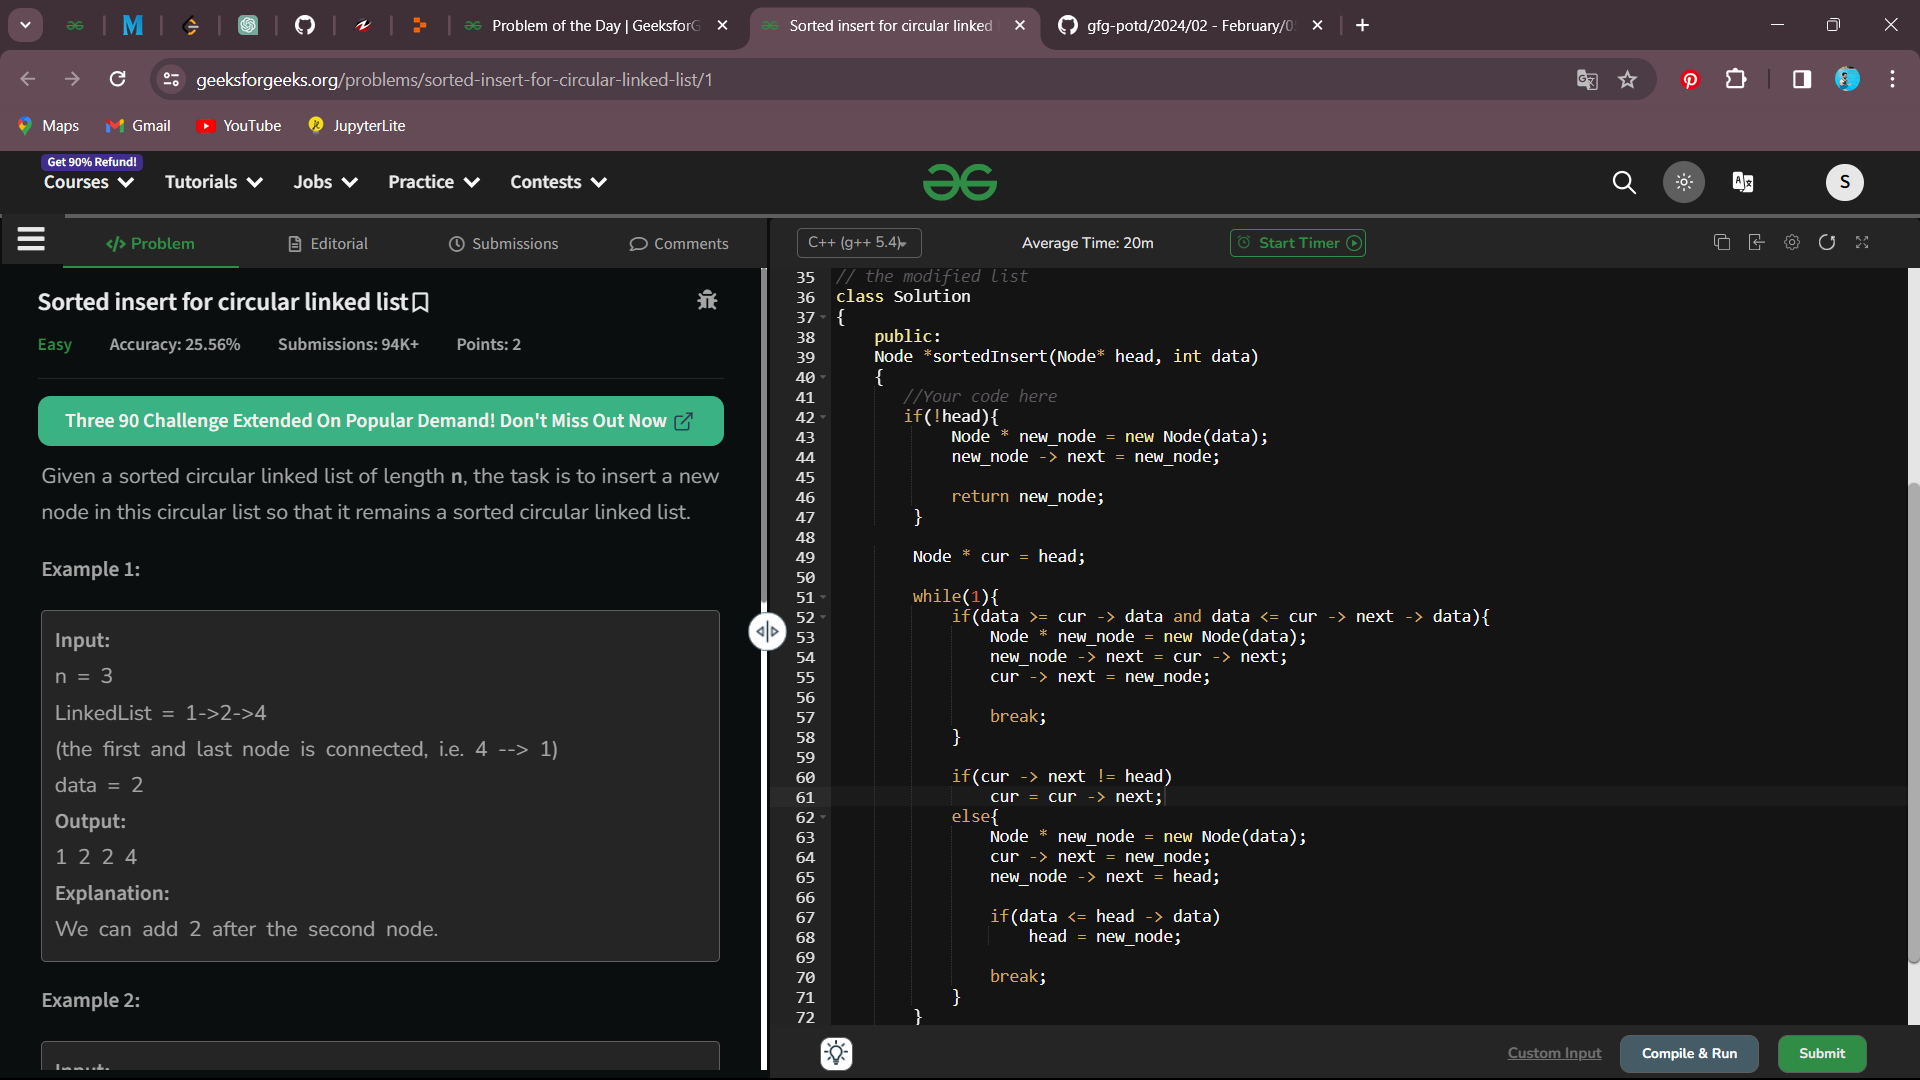 Problem of the Day | GeeksforG
Sorted insert for circular linked
gfg-potd/2024/02 - February/0
geeksforgeeks.org/problems/sorted-insert-for-circular-linked-list/1
Maps
Gmail
YouTube
JupyterLite
Get 90% Refund!
Courses
Tutorials
Jobs
Practice
Contests
S
</> Problem
Editorial
Submissions
Comments
C++ (g++ 5.4)
Average Time: 20m
Start Timer
Sorted insert for circular linked list
Easy
Accuracy: 25.56%
Submissions: 94K+
Points: 2
Three 90 Challenge Extended On Popular Demand! Don't Miss Out Now
Given a sorted circular linked list of length n, the task is to insert a new
node in this circular list so that it remains a sorted circular linked list.
Example 1:
Input:
n = 3
LinkedList = 1->2->4
(the first and last node is connected, i.e. 4 --> 1)
data = 2
Output:
1 2 2 4
Explanation:
We can add 2 after the second node.
Example 2:
35 // the modified list
36 class Solution
37 {
38 public:
39 Node *sortedInsert(Node* head, int data)
40 {
41 //Your code here
42 if(!head){
43 Node * new_node = new Node(data);
44 new_node -> next = new_node;
45
46 return new_node;
47 }
48
49 Node * cur = head;
50
51 while(1){
52 if(data >= cur -> data and data <= cur -> next -> data){
53 Node * new_node = new Node(data);
54 new_node -> next = cur -> next;
55 cur -> next = new_node;
56
57 break;
58 }
59
60 if(cur -> next != head)
61 cur = cur -> next;
62 else{
63 Node * new_node = new Node(data);
64 cur -> next = new_node;
65 new_node -> next = head;
66
67 if(data <= head -> data)
68 head = new_node;
69
70 break;
71 }
72 }
Custom Input
Compile & Run
Submit